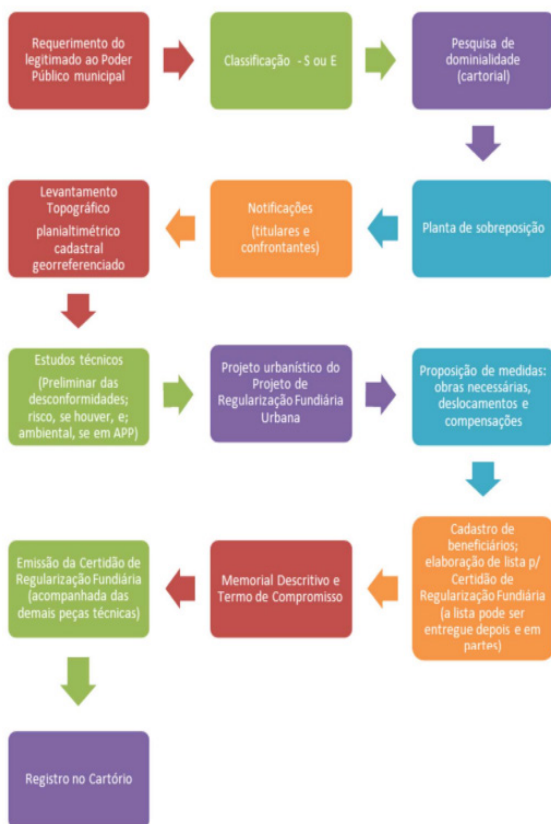 Requerimento do
legitimado ao Poder
Público municipal
Classificação - S ou E
Pesquisa de
dominialidade
(cartorial)
Planta de sobreposição
Notificações
(titulares e
confrontantes)
Levantamento
Topográfico
planialtimétrico
cadastral
georreferenciado
Estudos técnicos
(Preliminar das
desconformidades;
risco, se houver, e;
ambiental, se em APP)
Projeto urbanístico do
Projeto de
Regularização Fundiária
Urbana
Proposição de medidas:
obras necessárias,
deslocamentos e
compensações
Cadastro de
beneficiários;
elaboração de lista p/
Certidão de
Regularização Fundiária
(a lista pode ser
entregue depois e em
partes)
Memorial Descritivo e
Termo de Compromisso
Emissão da Certidão de
Regularização Fundiária
(acompanhada das
demais peças técnicas)
Registro no Cartório